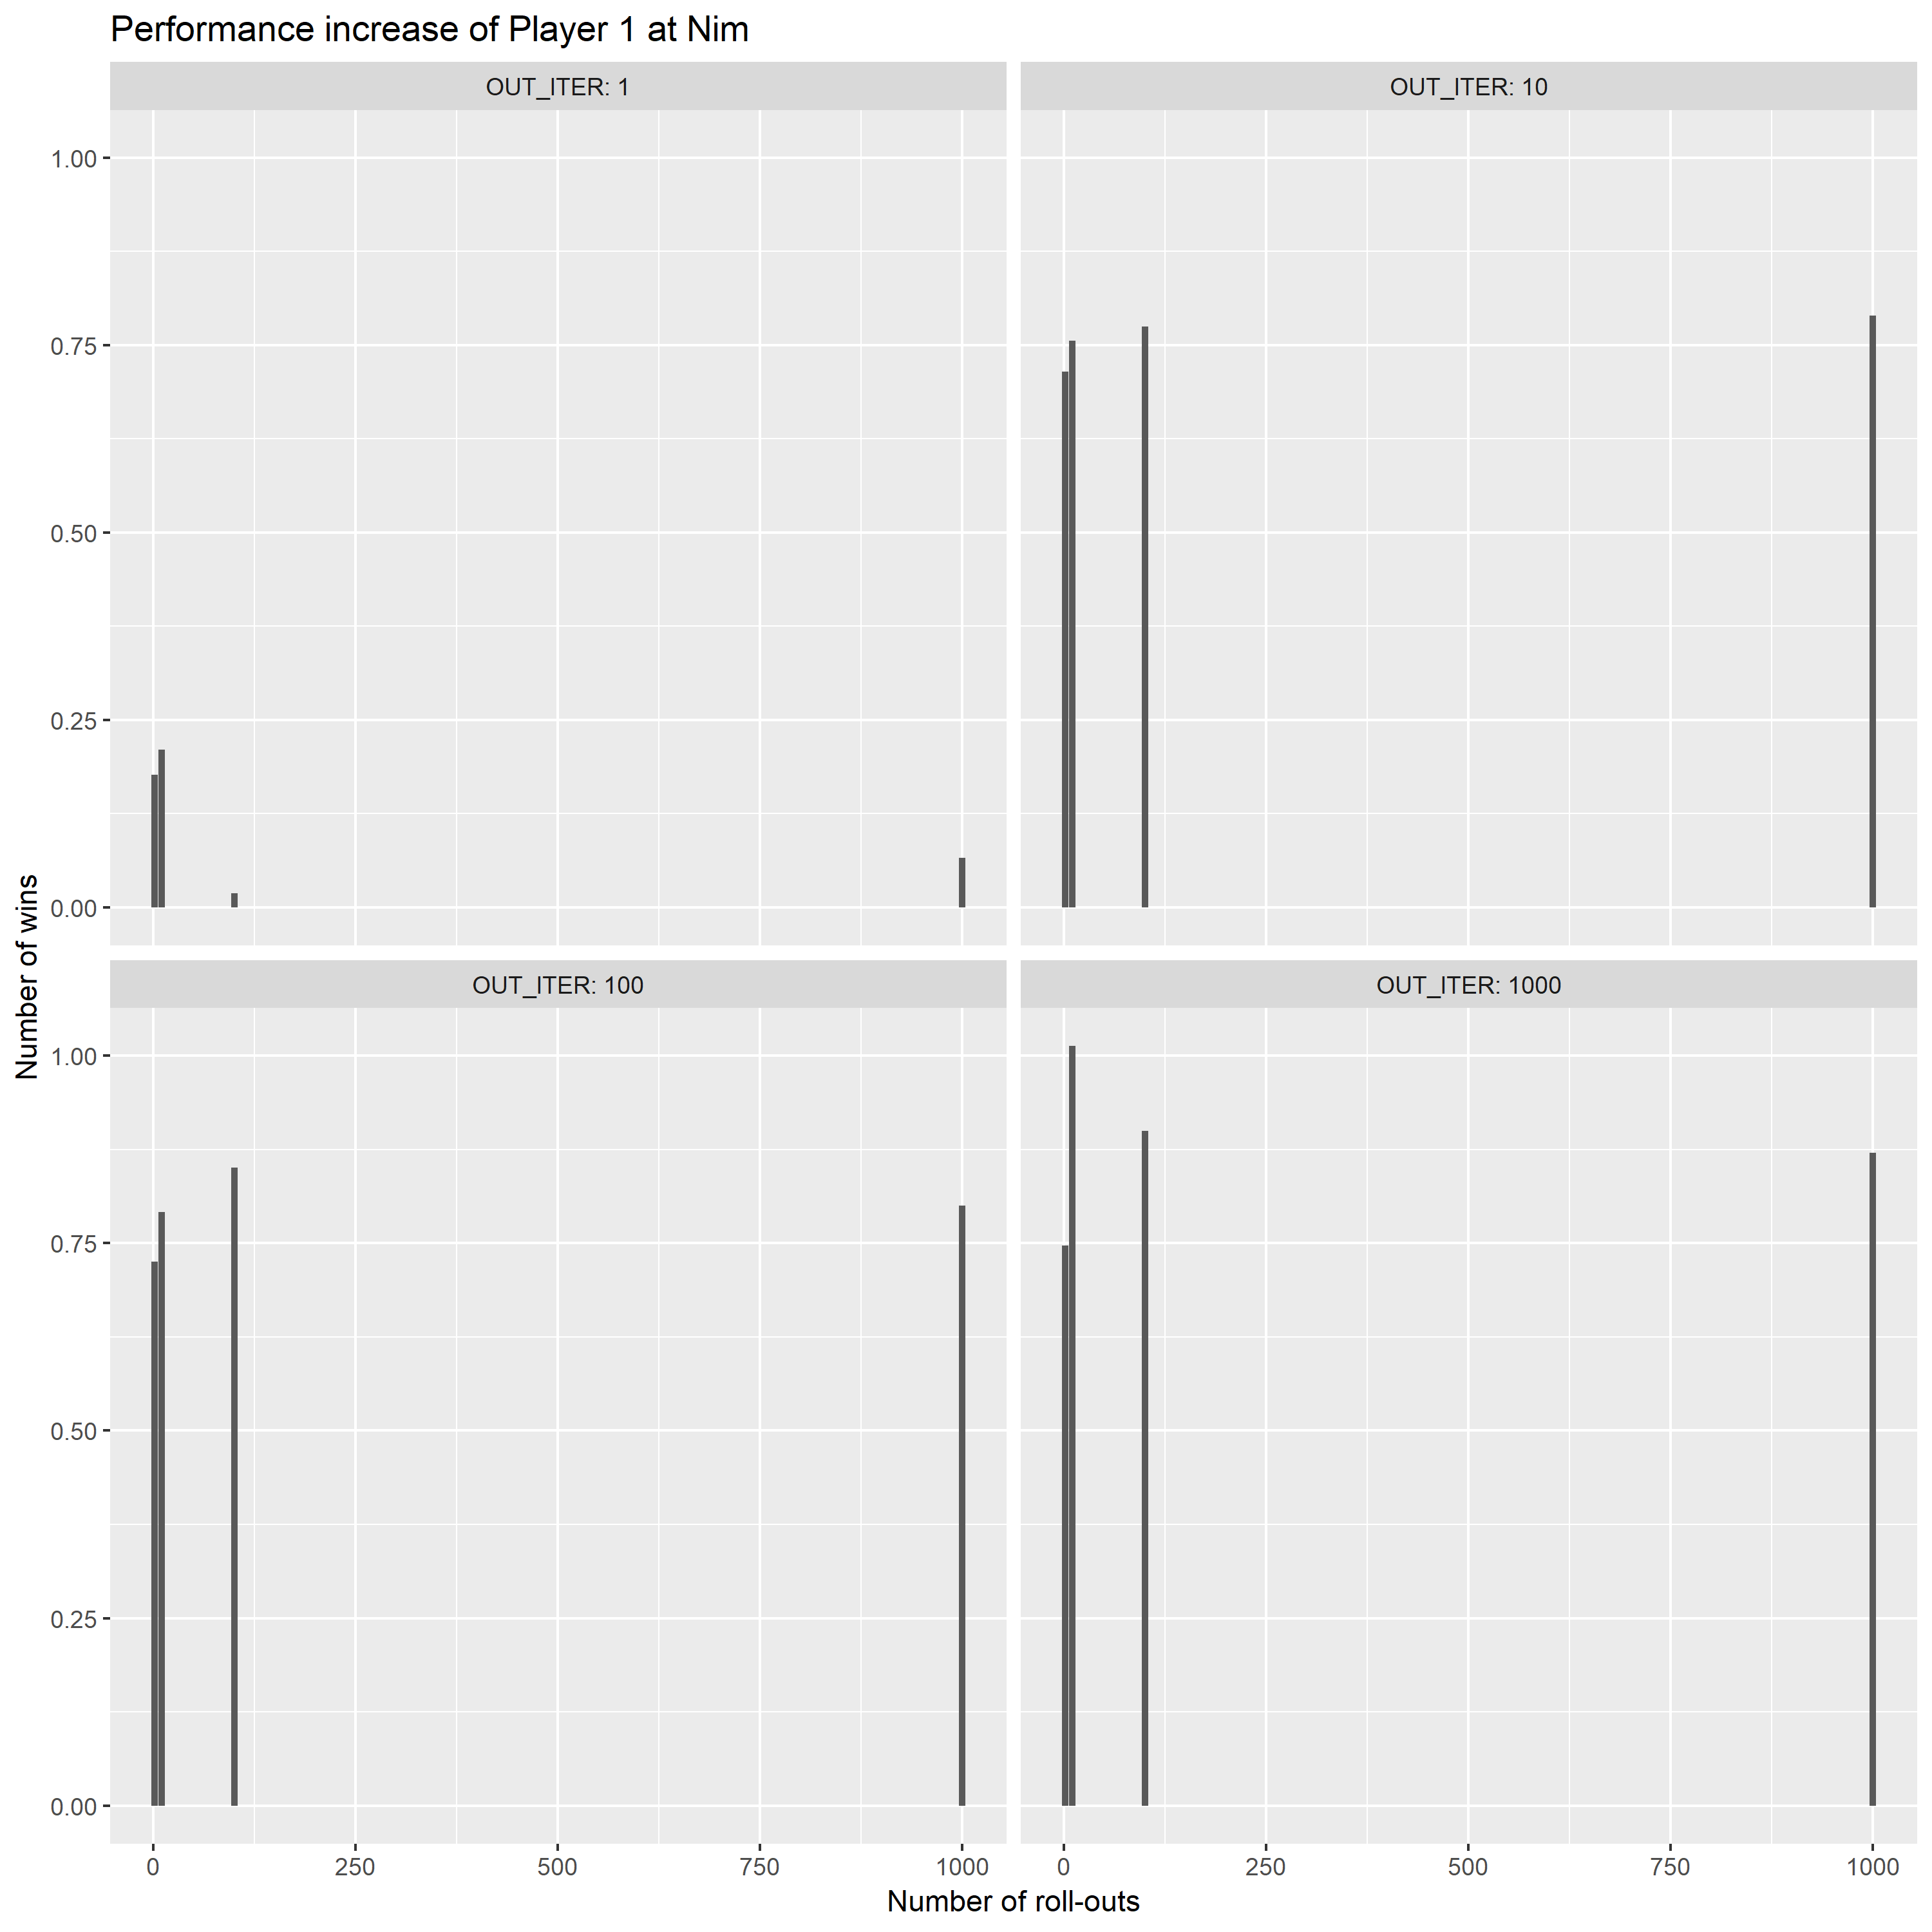 Performance increase of Player 1 at Nim
OUT_ITER: 1
OUT_ITER: 10
1.00
0.75
0.50
0.25
0.00
Number of wins
OUT_ITER: 100
OUT_ITER: 1000
1.00
0.75
0.50
0.25
0.00
0 250 500 750 1000 0 250 500 750 1000
Number of roll-outs